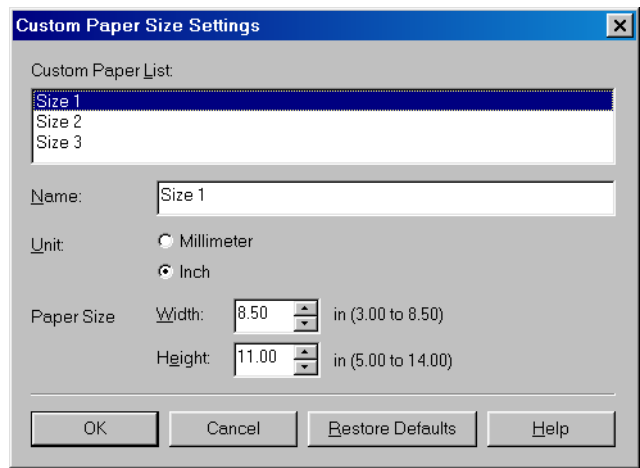 Custom Paper Size Settings
Custom Paper List:
Size 1
Size 2
Size 3
Name: Size 1
Unit: Millimeter
Inch
Paper Size Width: 8.50 in (3.00 to 8.50)
Height: 11.00 in (5.00 to 14.00)
OK Cancel Restore Defaults Help